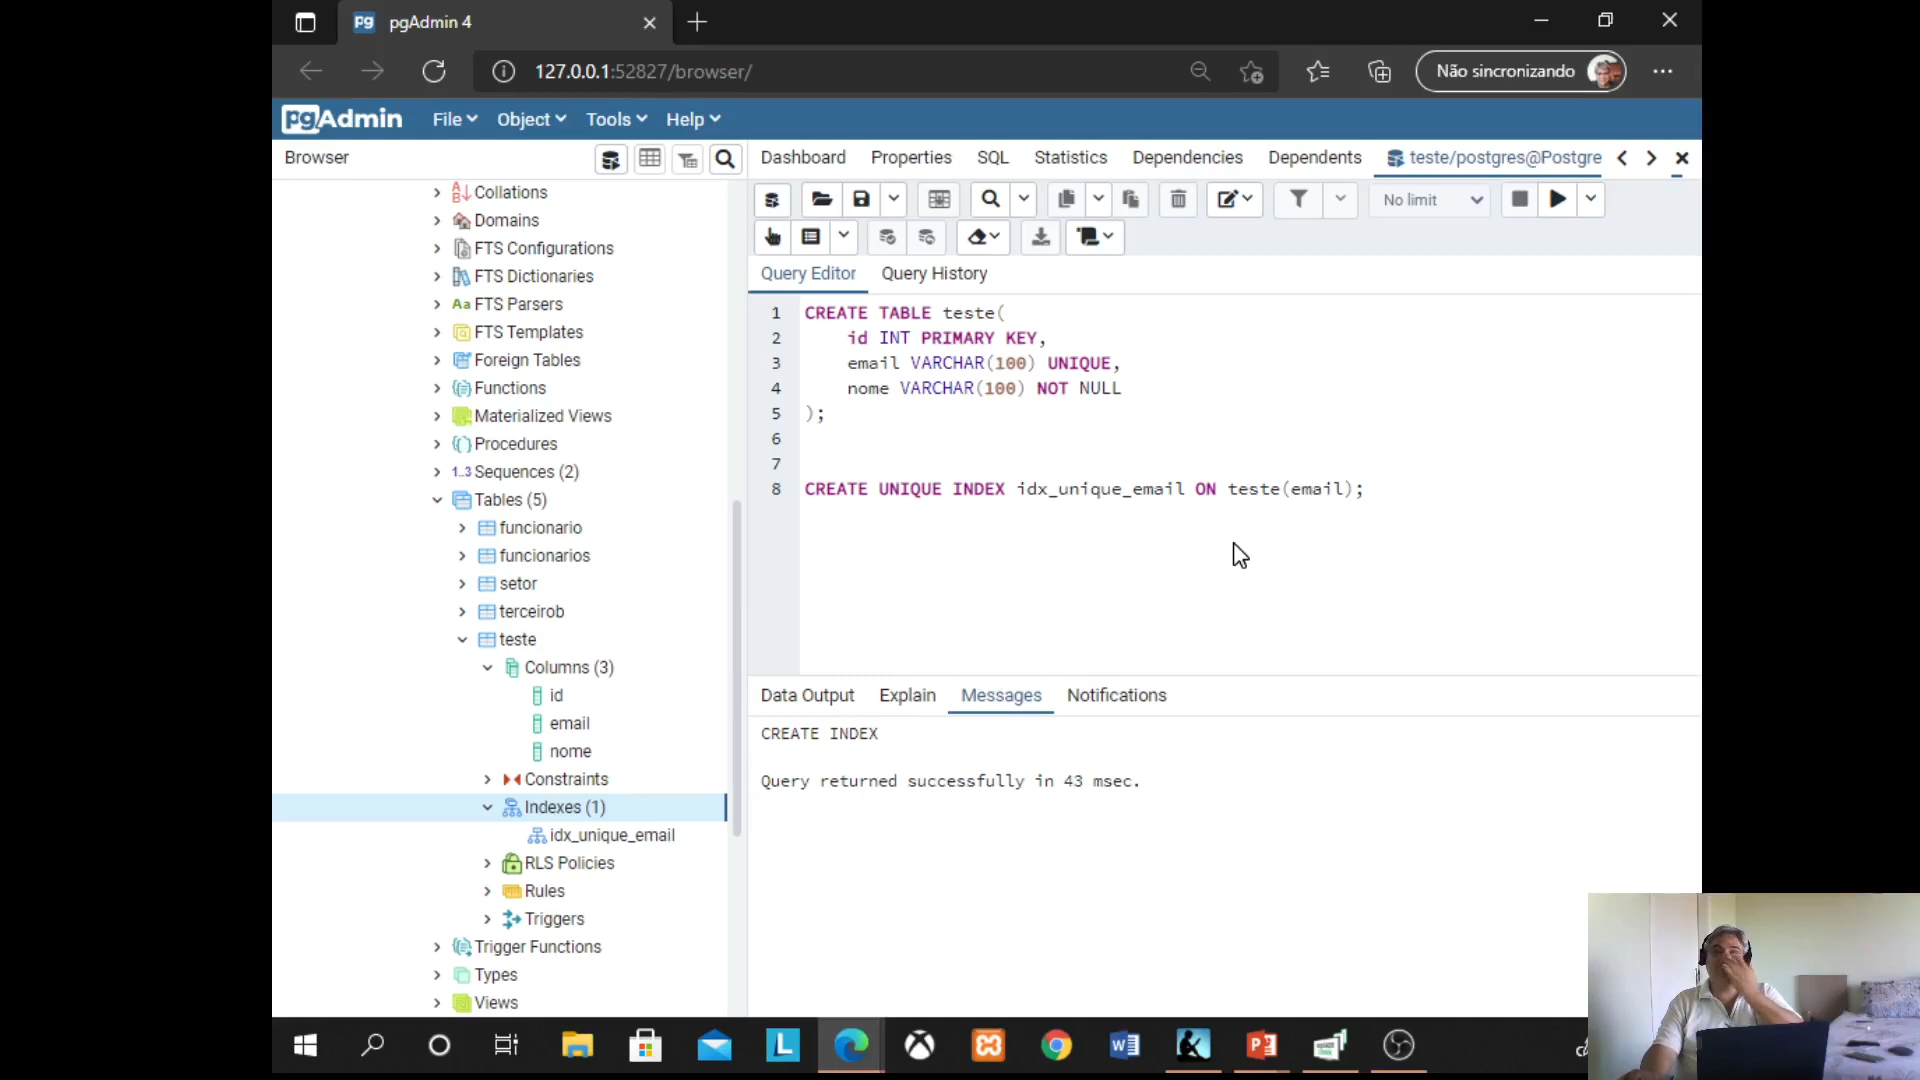 pgAdmin 4
127.0.0.1:52827/browser/
Não sincronizando
pgAdmin File Object Tools Help
Browser
Dashboard Properties SQL Statistics Dependencies Dependents teste/postgres@Postgre
No limit
Query Editor Query History
Collations
Domains
FTS Configurations
FTS Dictionaries
Aa FTS Parsers
FTS Templates
Foreign Tables
Functions
Materialized Views
Procedures
1..3 Sequences (2)
Tables (5)
funcionario
funcionarios
setor
terceirob
teste
Columns (3)
id
email
nome
Constraints
Indexes (1)
idx_unique_email
RLS Policies
Rules
Triggers
Trigger Functions
Types
Views
1 CREATE TABLE teste(
2 id INT PRIMARY KEY,
3 email VARCHAR(100) UNIQUE,
4 nome VARCHAR(100) NOT NULL
5 );
6
7
8 CREATE UNIQUE INDEX idx_unique_email ON teste(email);
Data Output Explain Messages Notifications
CREATE INDEX
Query returned successfully in 43 msec.